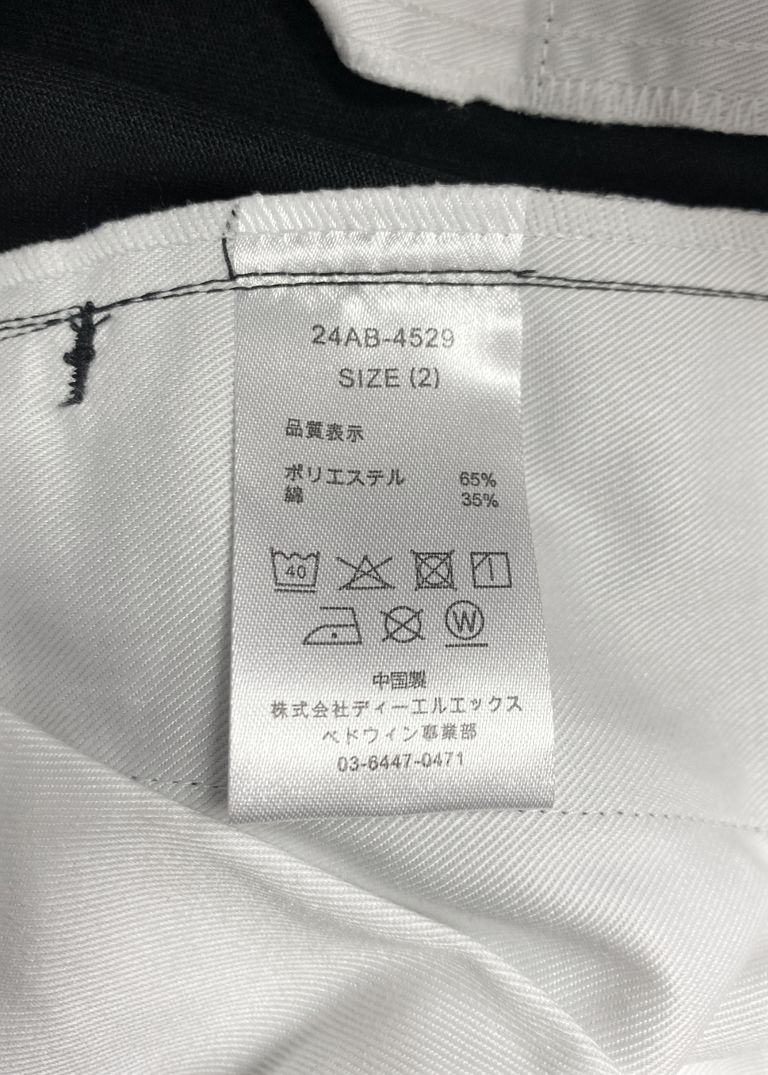 24AB-4529
SIZE (2)
品質表示
ポリエステル 65%
綿 35%
40
W
中国製
株式会社ディーエルエックス
ベドウィン事業部
03-6447-0471